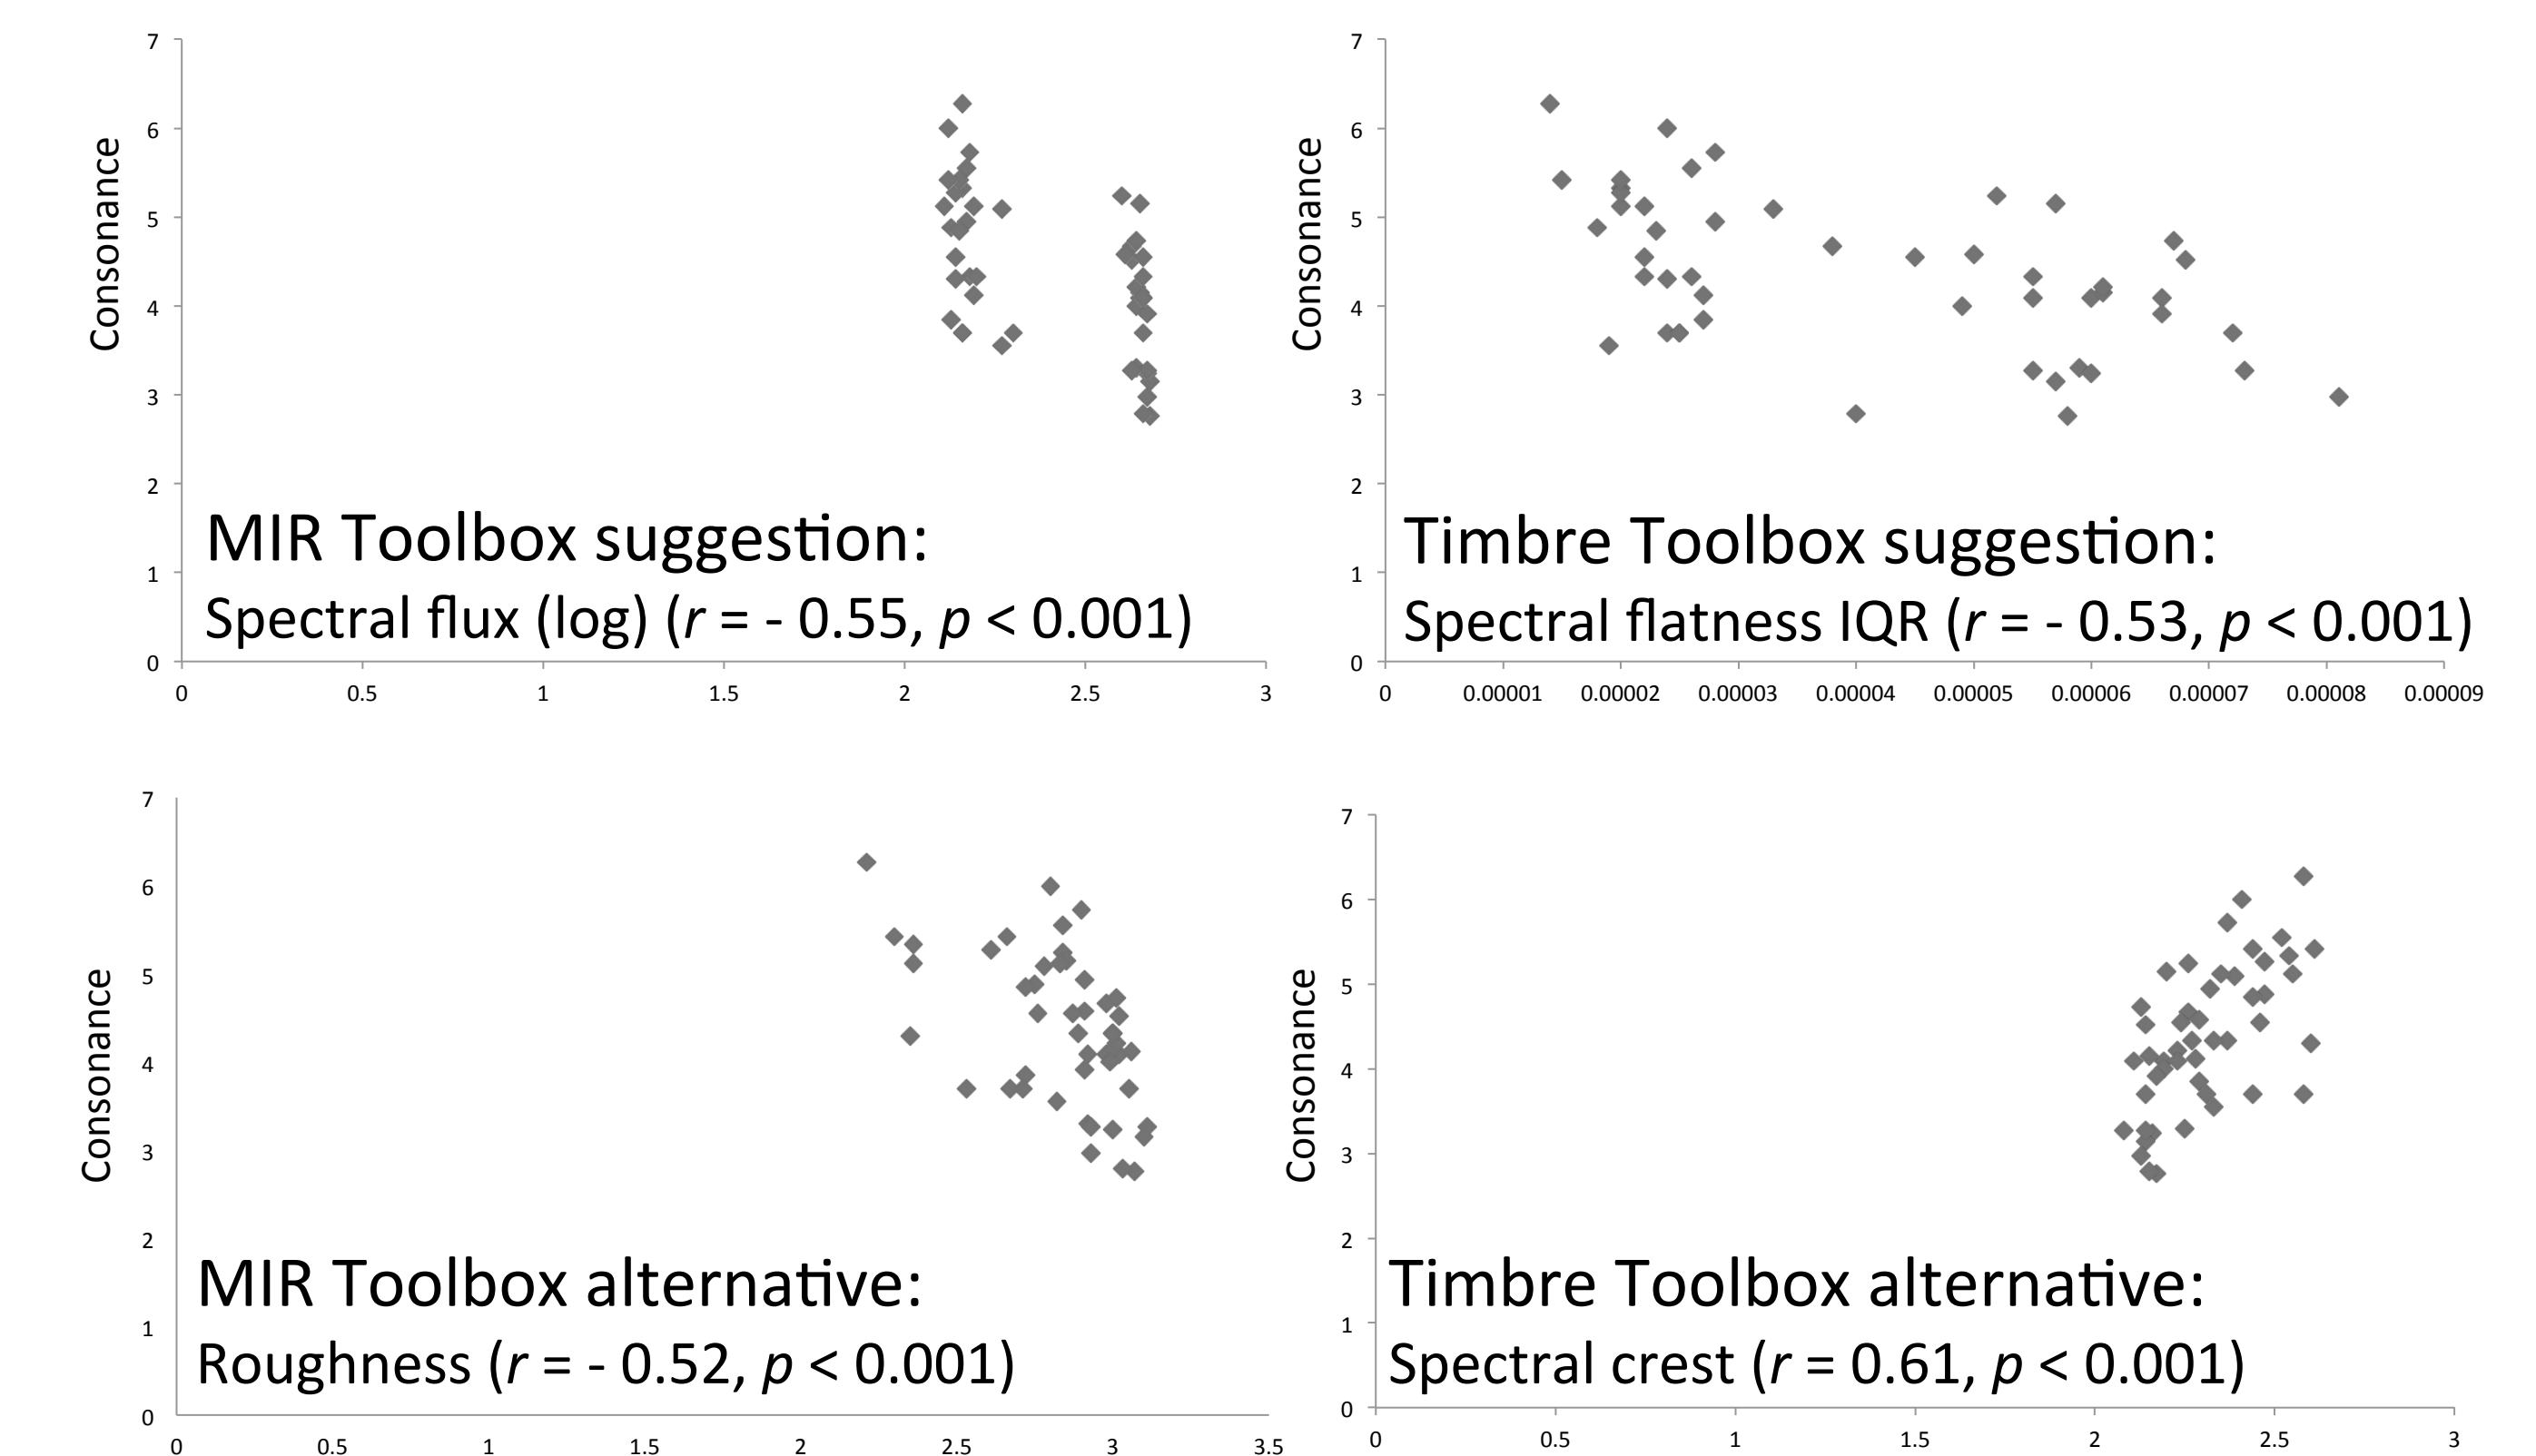 7
6
5
4
3
2
1
0
Consonance
MIR Toolbox suggestion:
Spectral flux (log) (r = - 0.55, p < 0.001)
0 0.5 1 1.5 2 2.5 3
7
6
5
4
3
2
1
0
Consonance
Timbre Toolbox suggestion:
Spectral flatness IQR (r = - 0.53, p < 0.001)
0 0.00001 0.00002 0.00003 0.00004 0.00005 0.00006 0.00007 0.00008 0.00009
7
6
5
4
3
2
1
0
Consonance
MIR Toolbox alternative:
Roughness (r = - 0.52, p < 0.001)
0 0.5 1 1.5 2 2.5 3 3.5
7
6
5
4
3
2
1
0
Consonance
Timbre Toolbox alternative:
Spectral crest (r = 0.61, p < 0.001)
0 0.5 1 1.5 2 2.5 3